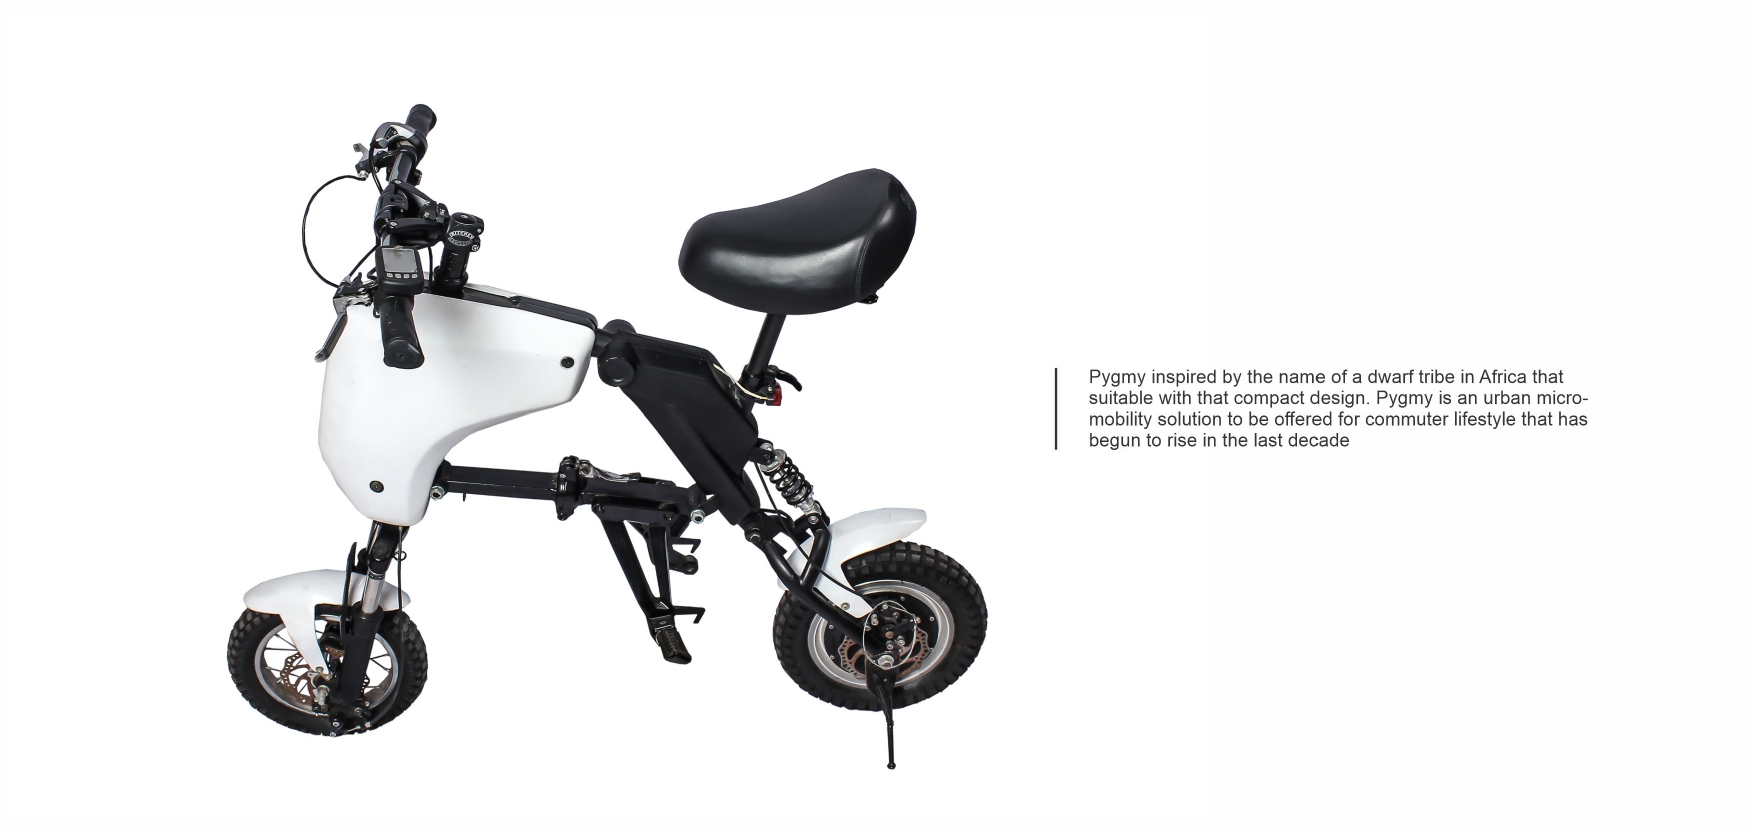 RITCHEY
Pygmy inspired by the name of a dwarf tribe in Africa that
suitable with that compact design. Pygmy is an urban micro-
mobility solution to be offered for commuter lifestyle that has
begun to rise in the last decade